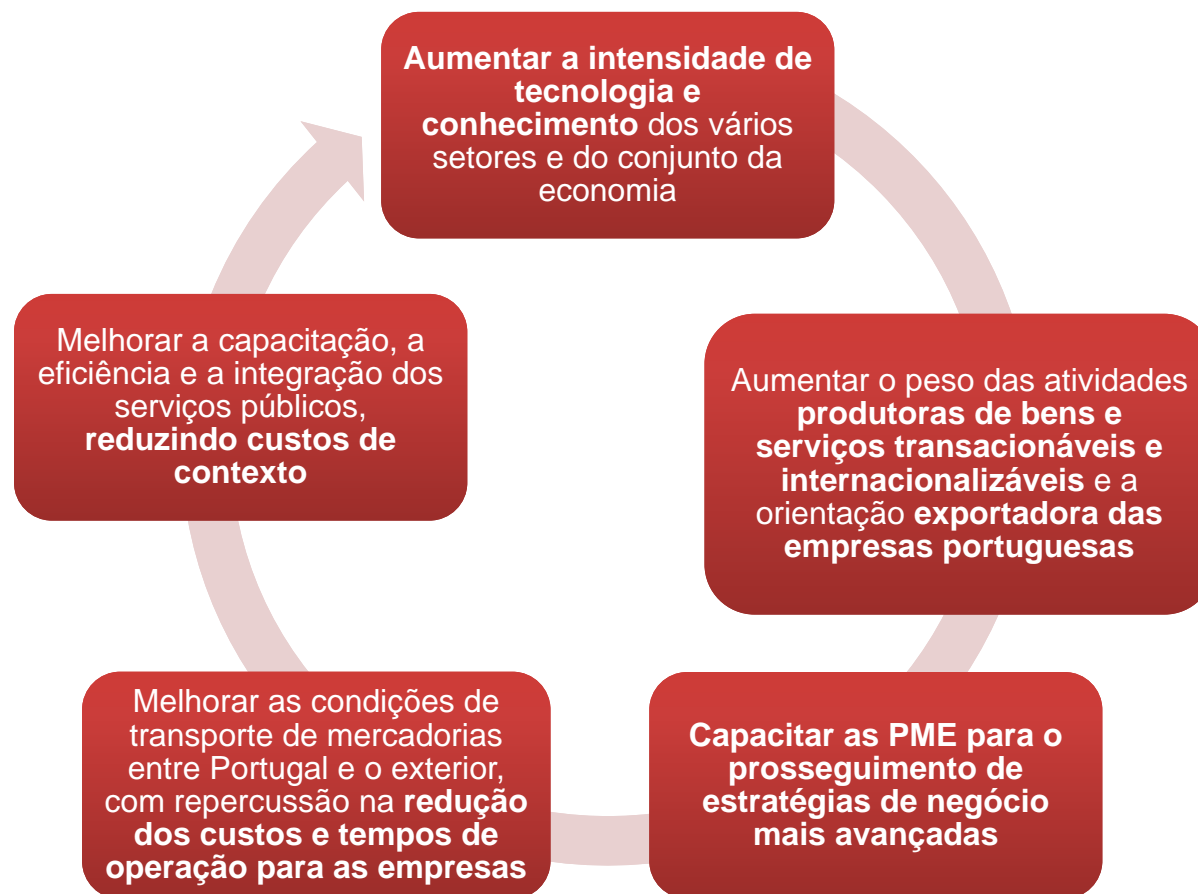 Aumentar a intensidade de
tecnologia e
conhecimento dos vários
setores e do conjunto da
economia
Aumentar o peso das atividades
produtoras de bens e
serviços transacionáveis e
internacionalizáveis e a
orientação exportadora das
empresas portuguesas
Capacitar as PME para o
prosseguimento de
estratégias de negócio
mais avançadas
Melhorar as condições de
transporte de mercadorias
entre Portugal e o exterior,
com repercussão na redução
dos custos e tempos de
operação para as empresas
Melhorar a capacitação, a
eficiência e a integração dos
serviços públicos,
reduzindo custos de
contexto